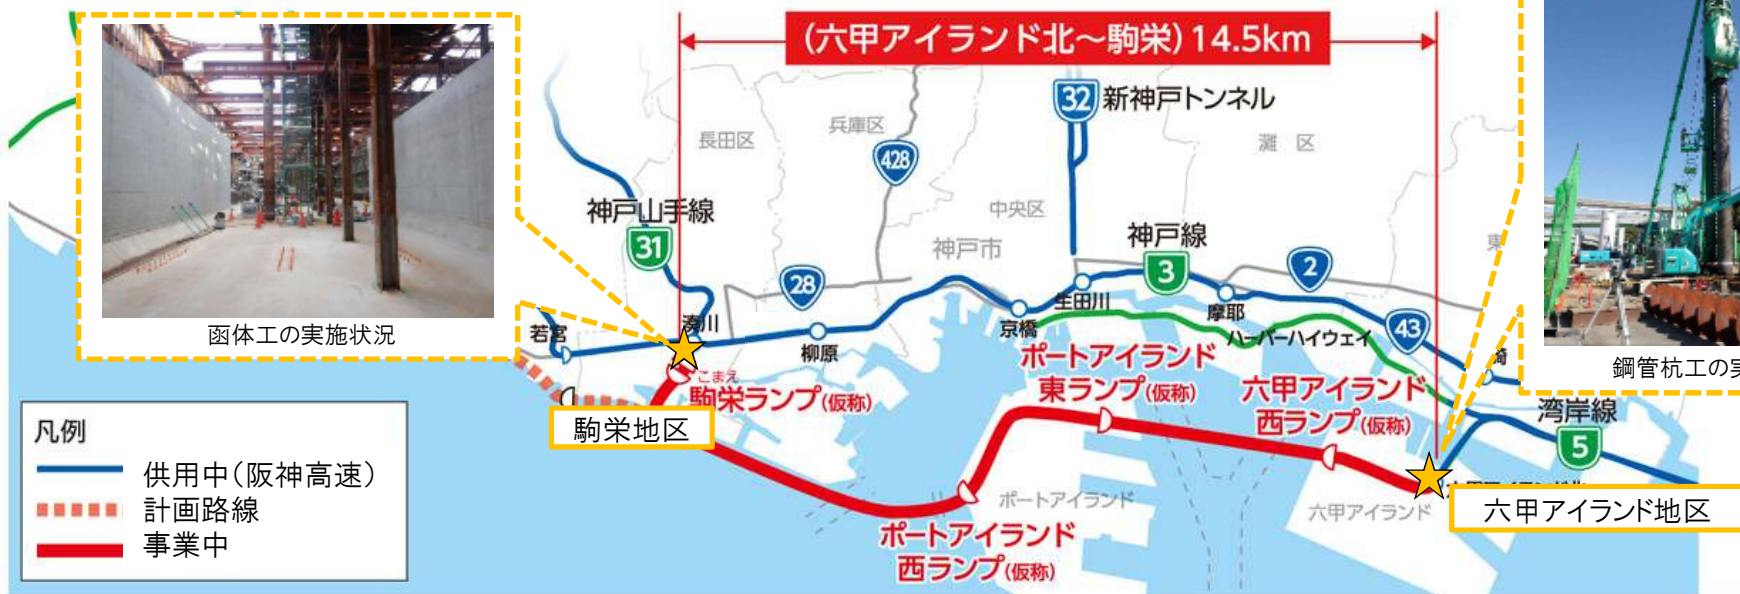 (六甲アイランド北～駒栄)14.5km
32
新神戸トンネル
長田区
兵庫区
灘 区
428
中央区
神戸山手線
31
神戸市
神戸線
3
2
28
函体工の実施状況
若宮
湊川
柳原
京橋
生田川
摩耶
ハーバーハイウェイ
43
鋼管杭工の実
こまえ
駒栄ランプ(仮称)
ポートアイランド
東ランプ(仮称)
六甲アイランド
西ランプ(仮称)
湾岸線
5
駒栄地区
凡例
供用中(阪神高速)
計画路線
事業中
ポートアイランド
六甲アイランド
六甲アイランド地区
ポートアイランド
西ランプ(仮称)